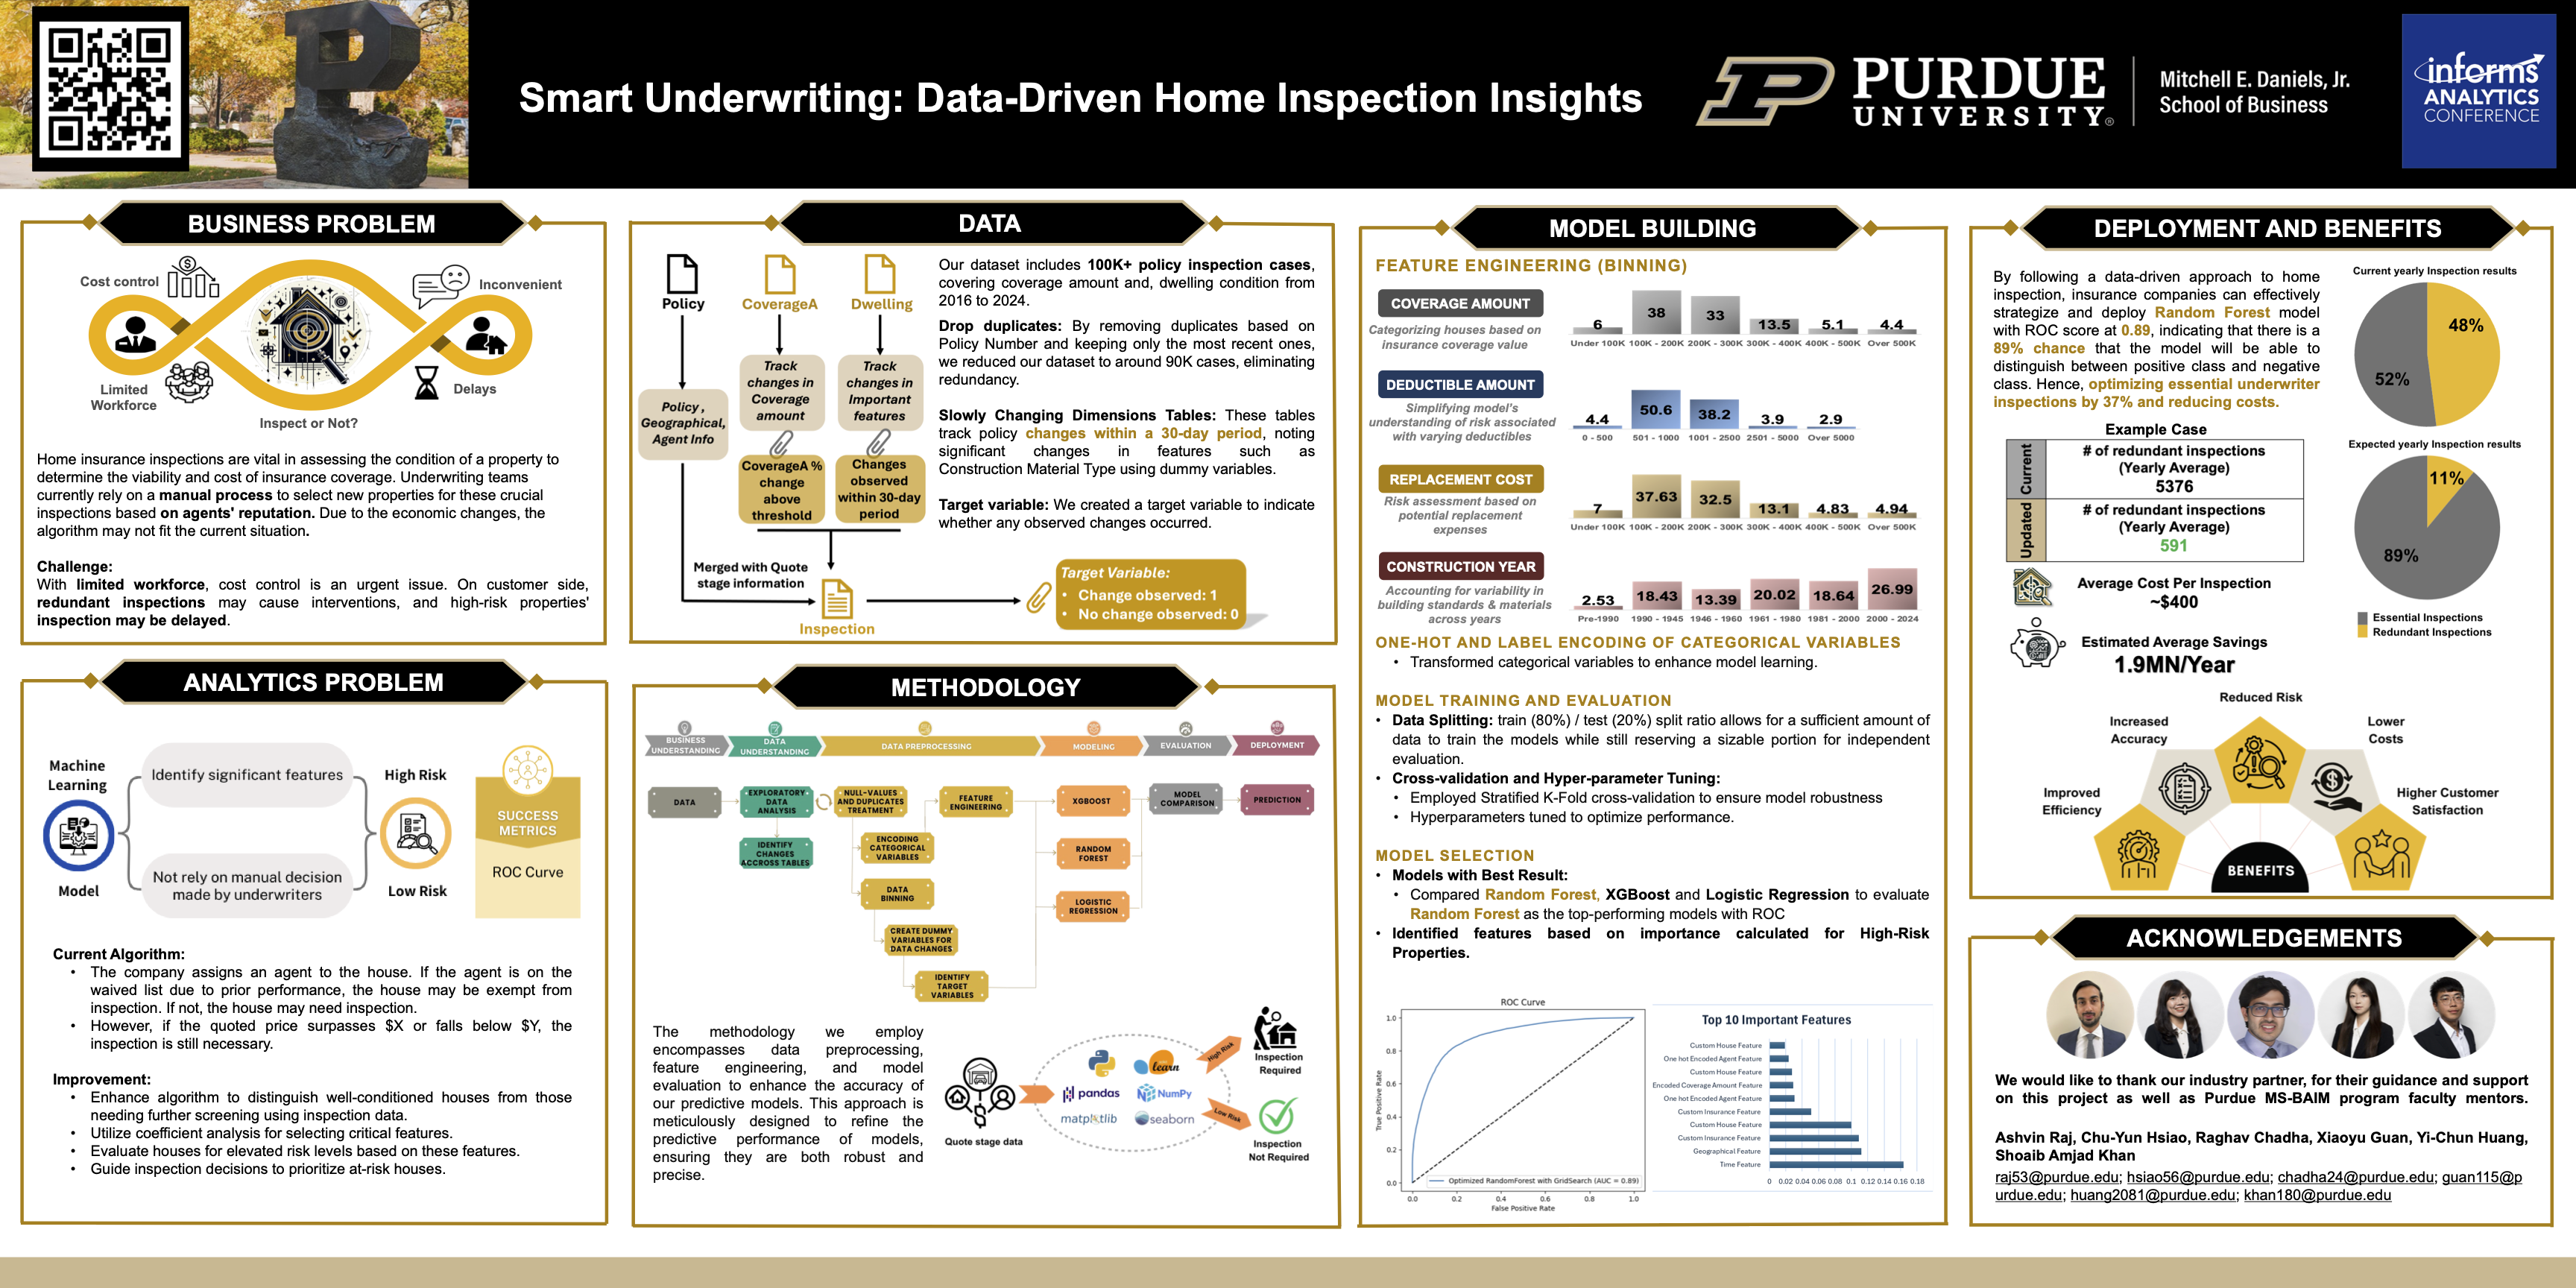 Smart Underwriting: Data-Driven Home Inspection Insights
PURDUE
UNIVERSITY®
Mitchell E. Daniels, Jr.
School of Business
informs
ANALYTICS
CONFERENCE
BUSINESS PROBLEM
Cost control
Inconvenient
Limited
Workforce
Delays
Inspect or Not?
Home insurance inspections are vital in assessing the condition of a property to
determine the viability and cost of insurance coverage. Underwriting teams
currently rely on a manual process to select new properties for these crucial
inspections based on agents' reputation. Due to the economic changes, the
algorithm may not fit the current situation.
Challenge:
With limited workforce, cost control is an urgent issue. On customer side,
redundant inspections may cause interventions, and high-risk properties'
inspection may be delayed.
ANALYTICS PROBLEM
Machine
Learning
Model
Identify significant features
Not rely on manual decision
made by underwriters
High Risk
Low Risk
SUCCESS
METRICS
ROC Curve
Current Algorithm:
• The company assigns an agent to the house. If the agent is on the
waived list due to prior performance, the house may be exempt from
inspection. If not, the house may need inspection.
• However, if the quoted price surpasses $X or falls below $Y, the
inspection is still necessary.
Improvement:
• Enhance algorithm to distinguish well-conditioned houses from those
needing further screening using inspection data.
• Utilize coefficient analysis for selecting critical features.
• Evaluate houses for elevated risk levels based on these features.
• Guide inspection decisions to prioritize at-risk houses.
DATA
Policy
CoverageA
Dwelling
Policy ,
Geographical,
Agent Info
Track
changes in
Coverage
amount
Track
changes in
Important
features
CoverageA %
change
above
threshold
Changes
observed
within 30-day
period
Merged with Quote
stage information
Inspection
Target Variable:
• Change observed: 1
• No change observed: 0
Our dataset includes 100K+ policy inspection cases,
covering coverage amount and, dwelling condition from
2016 to 2024.
Drop duplicates: By removing duplicates based on
Policy Number and keeping only the most recent ones,
we reduced our dataset to around 90K cases, eliminating
redundancy.
Slowly Changing Dimensions Tables: These tables
track policy changes within a 30-day period, noting
significant changes in features such as
Construction Material Type using dummy variables.
Target variable: We created a target variable to indicate
whether any observed changes occurred.
METHODOLOGY
BUSINESS
UNDERSTANDING
DATA
UNDERSTANDING
DATA PREPROCESSING
MODELING
EVALUATION
DEPLOYMENT
DATA
EXPLORATORY
DATA
ANALYSIS
NULL-VALUES
AND DUPLICATES
TREATMENT
FEATURE
ENGINEERING
XGBOOST
MODEL
COMPARISON
PREDICTION
IDENTIFY
CHANGES
ACCROSS TABLES
ENCODING
CATEGORICAL
VARIABLES
RANDOM
FOREST
DATA
BINNING
LOGISTIC
REGRESSION
CREATE DUMMY
VARIABLES FOR
DATA CHANGES
IDENTIFY
TARGET
VARIABLES
The methodology we employ
encompasses data preprocessing,
feature engineering, and model
evaluation to enhance the accuracy of
our predictive models. This approach is
meticulously designed to refine the
predictive performance of models,
ensuring they are both robust and
precise.
Quote stage data
learn
pandas
NumPy
matplotlib
seaborn
High Risk
Low Risk
Inspection
Required
Inspection
Not Required
MODEL BUILDING
FEATURE ENGINEERING (BINNING)
COVERAGE AMOUNT
Categorizing houses based on
insurance coverage value
6 38 33 13.5 5.1 4.4
Under 100K 100K - 200K 200K - 300K 300K - 400K 400K - 500K Over 500K
DEDUCTIBLE AMOUNT
Simplifying model's
understanding of risk associated
with varying deductibles
4.4 50.6 38.2 3.9 2.9
0 - 500 501 - 1000 1001 - 2500 2501 - 5000 Over 5000
REPLACEMENT COST
Risk assessment based on
potential replacement
expenses
7 37.63 32.5 13.1 4.83 4.94
Under 100K 100K - 200K 200K - 300K 300K - 400K 400K - 500K Over 500K
CONSTRUCTION YEAR
Accounting for variability in
building standards & materials
across years
2.53 18.43 13.39 20.02 18.64 26.99
Pre-1990 1990 - 1945 1946 - 1960 1961 - 1980 1981 - 2000 2000 - 2024
ONE-HOT AND LABEL ENCODING OF CATEGORICAL VARIABLES
• Transformed categorical variables to enhance model learning.
MODEL TRAINING AND EVALUATION
• Data Splitting: train (80%) / test (20%) split ratio allows for a sufficient amount of
data to train the models while still reserving a sizable portion for independent
evaluation.
• Cross-validation and Hyper-parameter Tuning:
• Employed Stratified K-Fold cross-validation to ensure model robustness
• Hyperparameters tuned to optimize performance.
MODEL SELECTION
• Models with Best Result:
• Compared Random Forest, XGBoost and Logistic Regression to evaluate
Random Forest as the top-performing models with ROC
• Identified features based on importance calculated for High-Risk
Properties.
ROC Curve
True Positive Rate
1.0
0.8
0.6
0.4
0.2
0.0
Optimized RandomForest with GridSearch (AUC = 0.89)
0.0 0.2 0.4 0.6 0.8 1.0
False Positive Rate
Top 10 Important Features
Custom House Feature
One hot Encoded Agent Feature
Custom House Feature
Encoded Coverage Amount Feature
One hot Encoded Agent Feature
Custom Insurance Feature
Custom House Feature
Custom Insurance Feature
Geographical Feature
Time Feature
0 0.02 0.04 0.06 0.08 0.1 0.12 0.14 0.16 0.18
DEPLOYMENT AND BENEFITS
By following a data-driven approach to home
inspection, insurance companies can effectively
strategize and deploy Random Forest model
with ROC score at 0.89, indicating that there is a
89% chance that the model will be able to
distinguish between positive class and negative
class. Hence, optimizing essential underwriter
inspections by 37% and reducing costs.
Current yearly Inspection results
48%
52%
Expected yearly Inspection results
11%
89%
Essential Inspections
Redundant Inspections
Example Case
Current
# of redundant inspections
(Yearly Average)
5376
Updated
# of redundant inspections
(Yearly Average)
591
Average Cost Per Inspection
~$400
Estimated Average Savings
1.9MN/Year
Reduced Risk
Increased
Accuracy
Lower
Costs
Improved
Efficiency
Higher Customer
Satisfaction
BENEFITS
ACKNOWLEDGEMENTS
We would like to thank our industry partner, for their guidance and support
on this project as well as Purdue MS-BAIM program faculty mentors.
Ashvin Raj, Chu-Yun Hsiao, Raghav Chadha, Xiaoyu Guan, Yi-Chun Huang,
Shoaib Amjad Khan
raj53@purdue.edu; hsiao56@purdue.edu; chadha24@purdue.edu; guan115@p
urdue.edu; huang2081@purdue.edu; khan180@purdue.edu